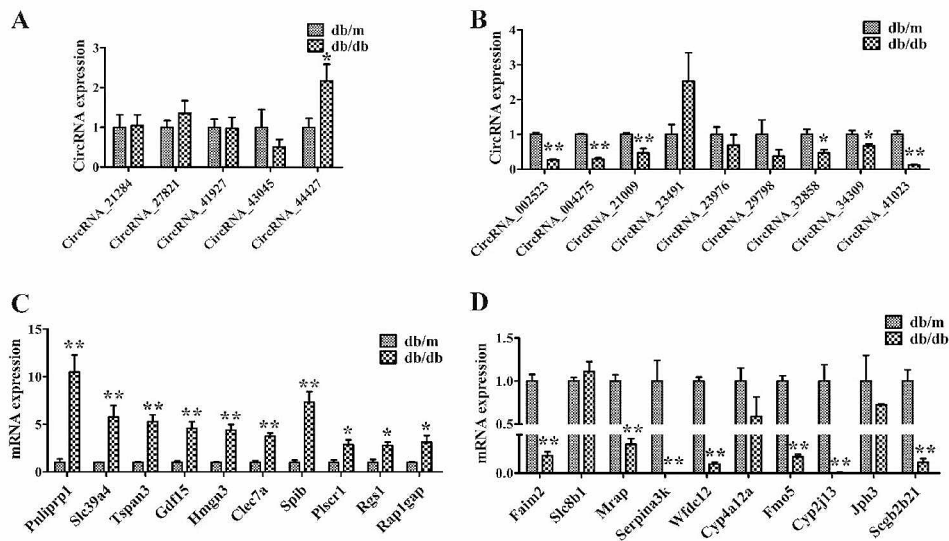 A
CircRNA expression
3
2
1
0
db/m
db/db
*
CircRNA_21284
CircRNA_27821
CircRNA_41927
CircRNA_43045
CircRNA_44427
B
CircRNA expression
4
3
2
1
0
db/m
db/db
**
**
**
*
*
**
CircRNA_002523
CircRNA_004275
CircRNA_21009
CircRNA_23491
CircRNA_23976
CircRNA_29798
CircRNA_32858
CircRNA_34309
CircRNA_41023
C
mRNA expression
15
10
5
0
db/m
db/db
**
**
**
**
**
**
**
*
*
*
Pnliprp1
Slc39a4
Tspan3
Gdf15
Hmgn3
Clec7a
Spib
Plscr1
Rgs1
Rap1gap
D
mRNA expression
1.5
1.0
0.5
0.0
db/m
db/db
**
**
**
**
**
**
**
Faim2
Slc8b1
Mrap
Serpina3k
Wfdc12
Cyp4a12a
Fmo5
Cyp2j13
Jph3
Scgb2b21